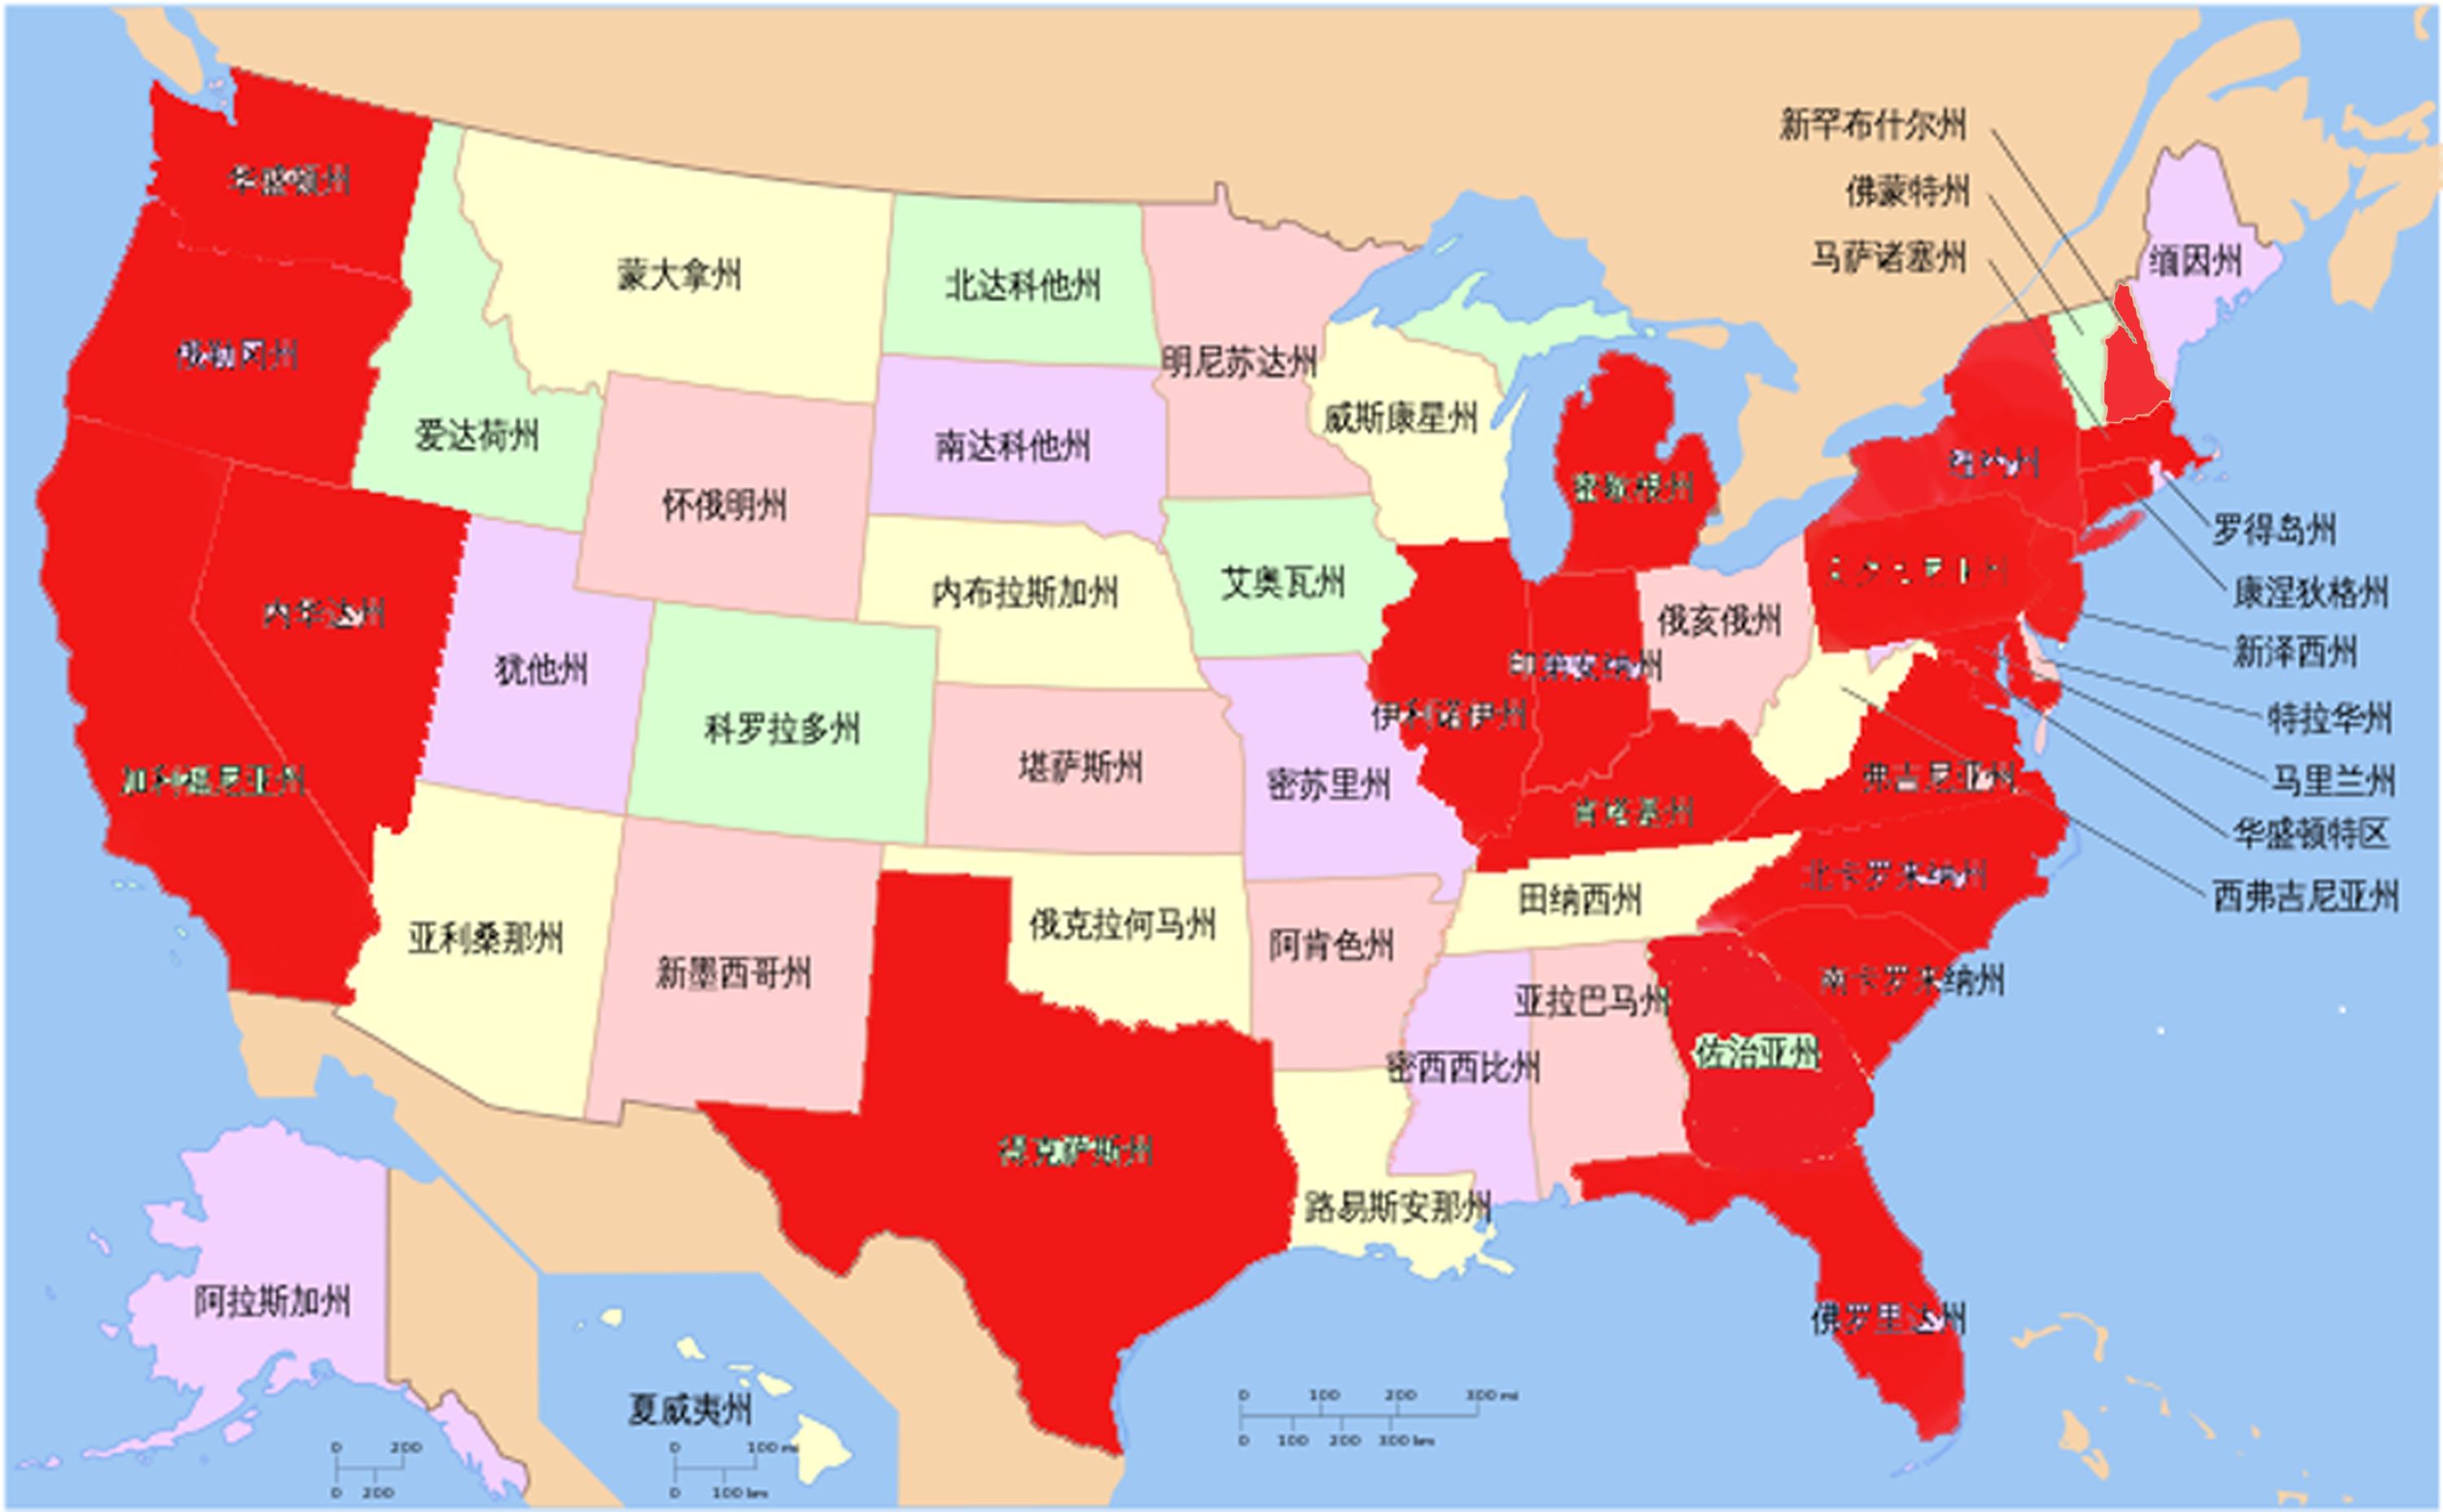 新罕布什尔州
佛蒙特州
马萨诸塞州
缅因州
华盛顿州
蒙大拿州
北达科他州
俄勒冈州
明尼苏达州
爱达荷州
威斯康星州
南达科他州
怀俄明州
密歇根州
纽约州
罗得岛州
内华达州
内布拉斯加州
艾奥瓦州
俄亥俄州
康涅狄格州
新泽西州
犹他州
印第安纳州
科罗拉多州
伊利诺伊州
特拉华州
加利福尼亚州
堪萨斯州
密苏里州
弗吉尼亚州
马里兰州
肯塔基州
华盛顿特区
北卡罗来纳州
西弗吉尼亚州
田纳西州
亚利桑那州
俄克拉何马州
阿肯色州
新墨西哥州
南卡罗来纳州
亚拉巴马州
佐治亚州
密西西比州
得克萨斯州
路易斯安那州
阿拉斯加州
佛罗里达州
夏威夷州
0 100 200 300 mi
0 100 200 300 km
0 200
0 200
0 100 mi
0 100 km